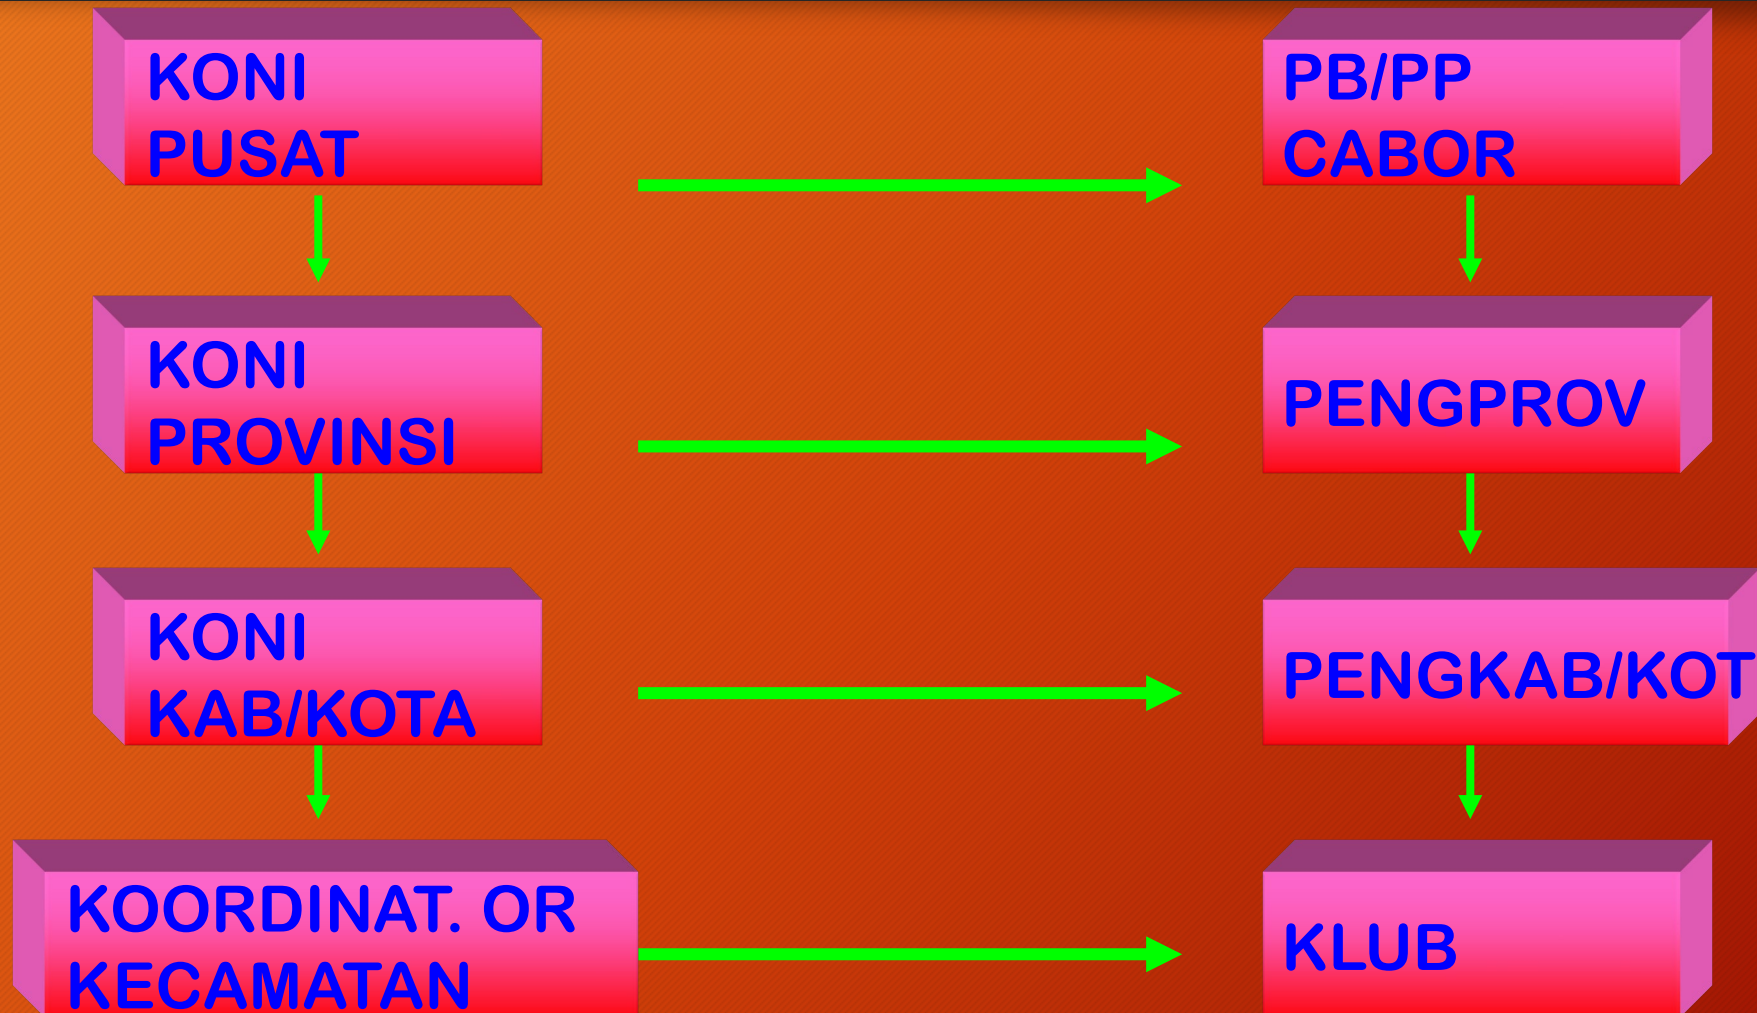 KONI
PUSAT
PB/PP
CABOR
KONI
PROVINSI
PENGPROV
KONI
KAB/KOTA
PENGKAB/KOT
KOORDINAT. OR
KECAMATAN
KLUB